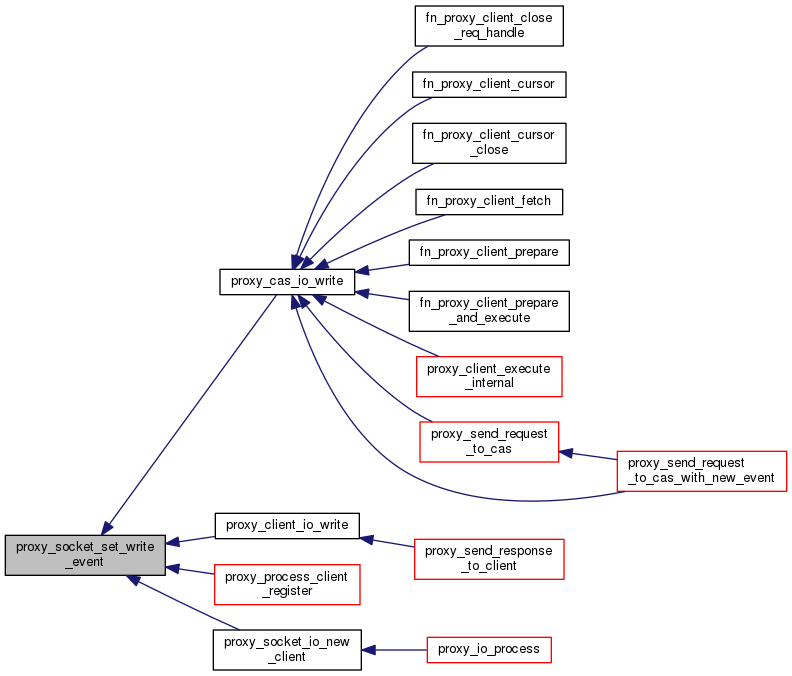 fn_proxy_client_close
_req_handle
fn_proxy_client_cursor
fn_proxy_client_cursor
_close
fn_proxy_client_fetch
fn_proxy_client_prepare
proxy_cas_io_write
fn_proxy_client_prepare
_and_execute
proxy_client_execute
_internal
proxy_send_request
_to_cas
proxy_send_request
_to_cas_with_new_event
proxy_client_io_write
proxy_socket_set_write
_event
proxy_send_response
_to_client
proxy_process_client
_register
proxy_socket_io_new
_client
proxy_io_process